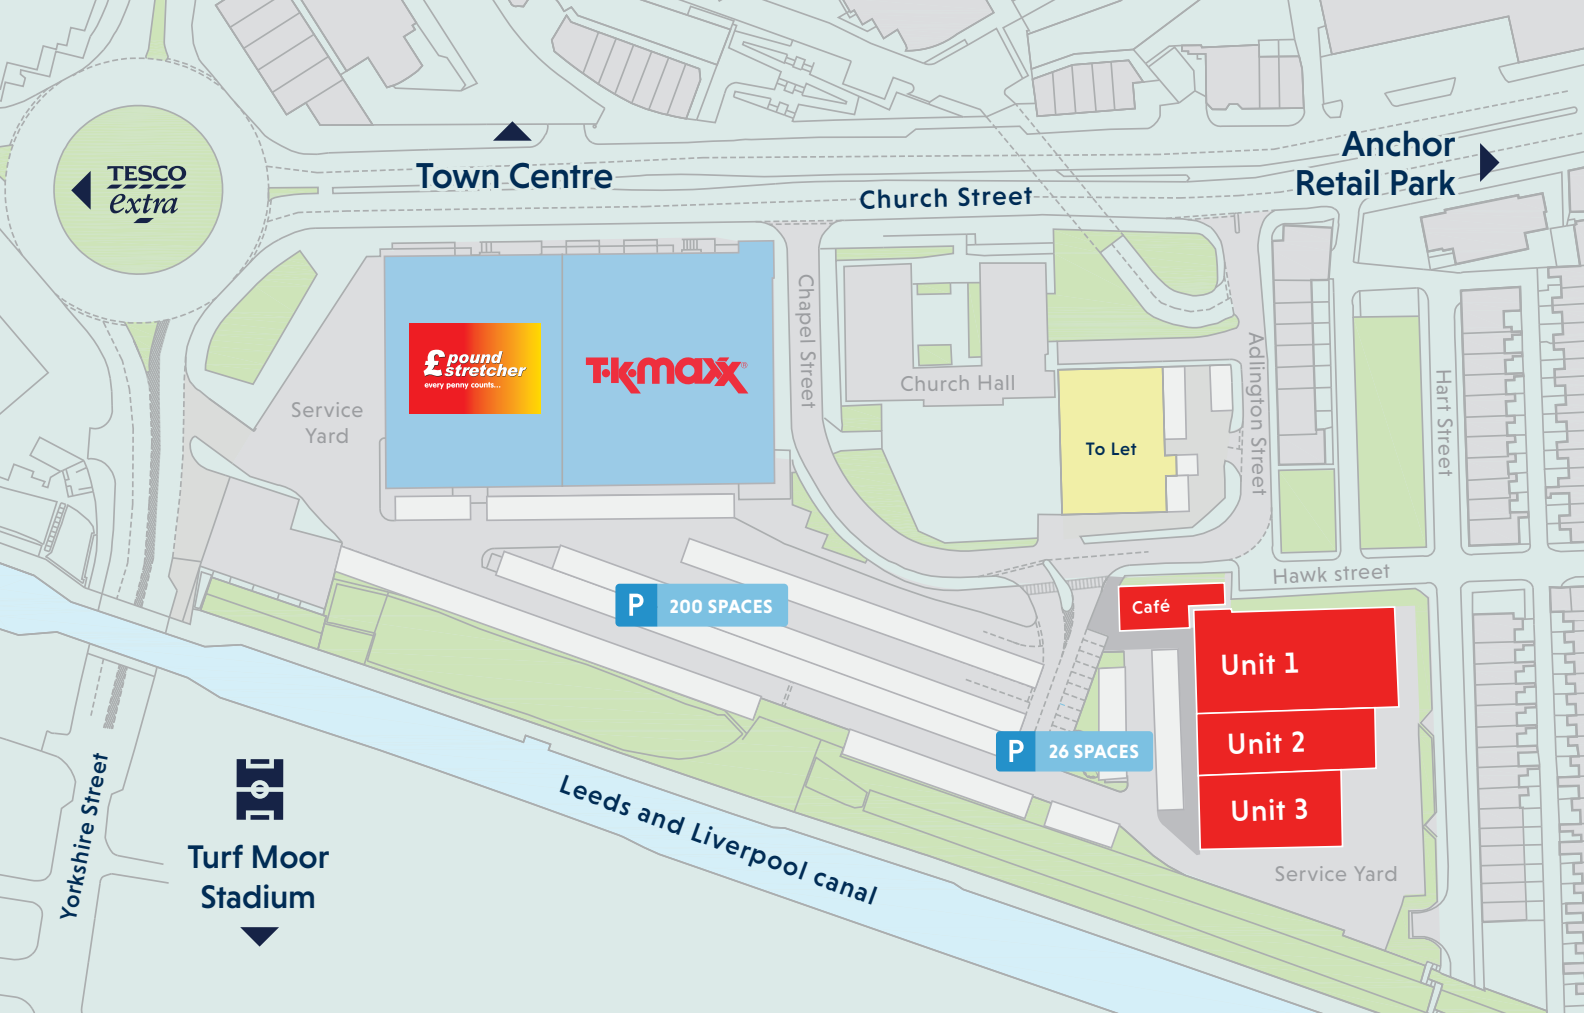 Anchor
Retail Park
TESCO
extra
Town Centre
Church Street
Chapel Street
£ pound
stretcher
every penny counts...
T·K·maxx®
Church Hall
Service
Yard
To Let
Adlington Street
Hart Street
Hawk street
P 200 SPACES
Café
Unit 1
P 26 SPACES
Unit 2
Unit 3
Service Yard
Leeds and Liverpool canal
Yorkshire Street
Turf Moor
Stadium